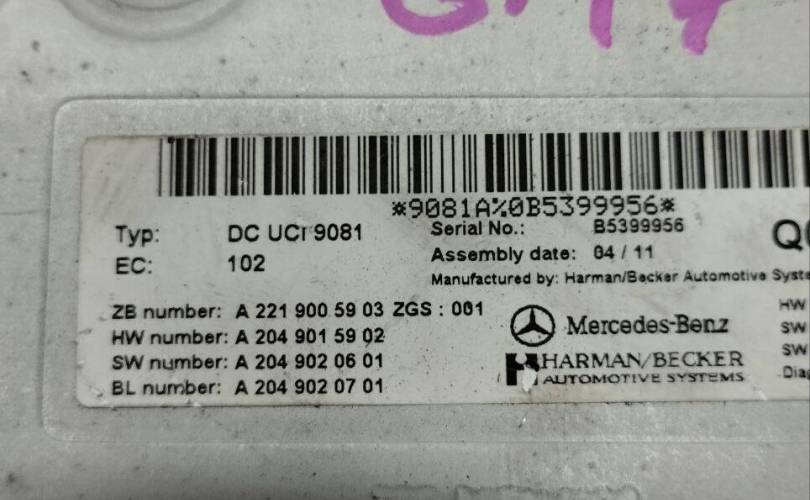 *9081A%0B5399956*
Typ: DC UCI 9081
EC: 102
Serial No.: B5399956
Assembly date: 04 / 11
Manufactured by: Harman/Becker Automotive Syste
ZB number: A 221 900 59 03 ZGS : 001
HW number: A 204 901 59 02
SW number: A 204 902 06 01
BL number: A 204 902 07 01
Mercedes-Benz
HARMAN/BECKER
AUTOMOTIVE SYSTEMS
HW
SW
SW
Diag